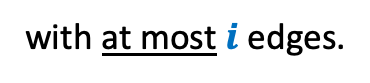 with at most i edges.